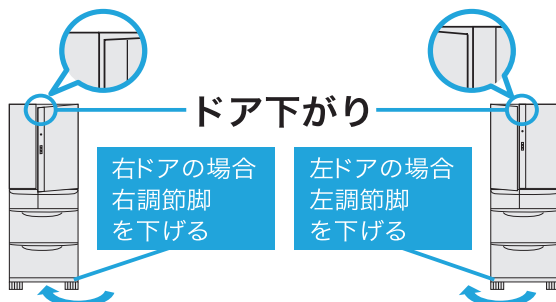 ドア下がり
右ドアの場合
右調節脚
を下げる
左ドアの場合
左調節脚
を下げる